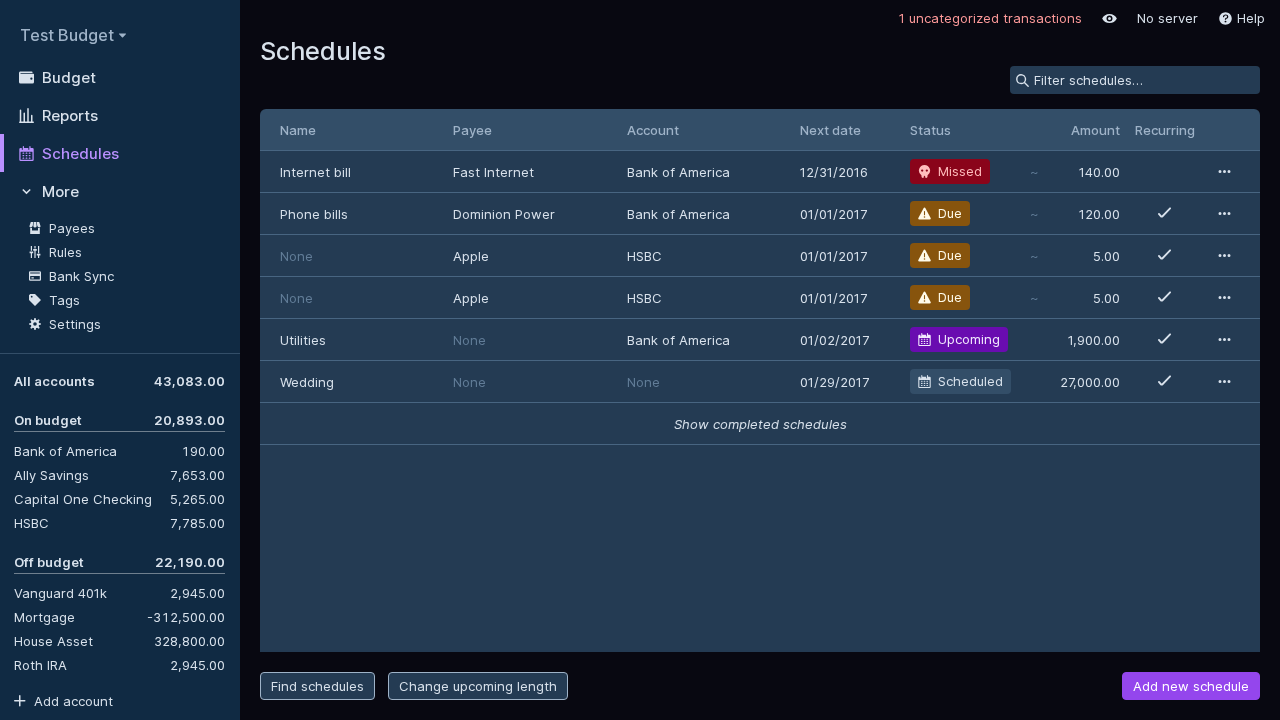 Test Budget
Budget
Reports
Schedules
More
Payees
Rules
Bank Sync
Tags
Settings
All accounts 43,083.00
On budget 20,893.00
Bank of America 190.00
Ally Savings 7,653.00
Capital One Checking 5,265.00
HSBC 7,785.00
Off budget 22,190.00
Vanguard 401k 2,945.00
Mortgage -312,500.00
House Asset 328,800.00
Roth IRA 2,945.00
Add account
1 uncategorized transactions No server Help
Schedules
Filter schedules…
Name Payee Account Next date Status Amount Recurring
Internet bill Fast Internet Bank of America 12/31/2016 Missed ~ 140.00
Phone bills Dominion Power Bank of America 01/01/2017 Due ~ 120.00
None Apple HSBC 01/01/2017 Due ~ 5.00
None Apple HSBC 01/01/2017 Due ~ 5.00
Utilities None Bank of America 01/02/2017 Upcoming 1,900.00
Wedding None None 01/29/2017 Scheduled 27,000.00
Show completed schedules
Find schedules Change upcoming length Add new schedule